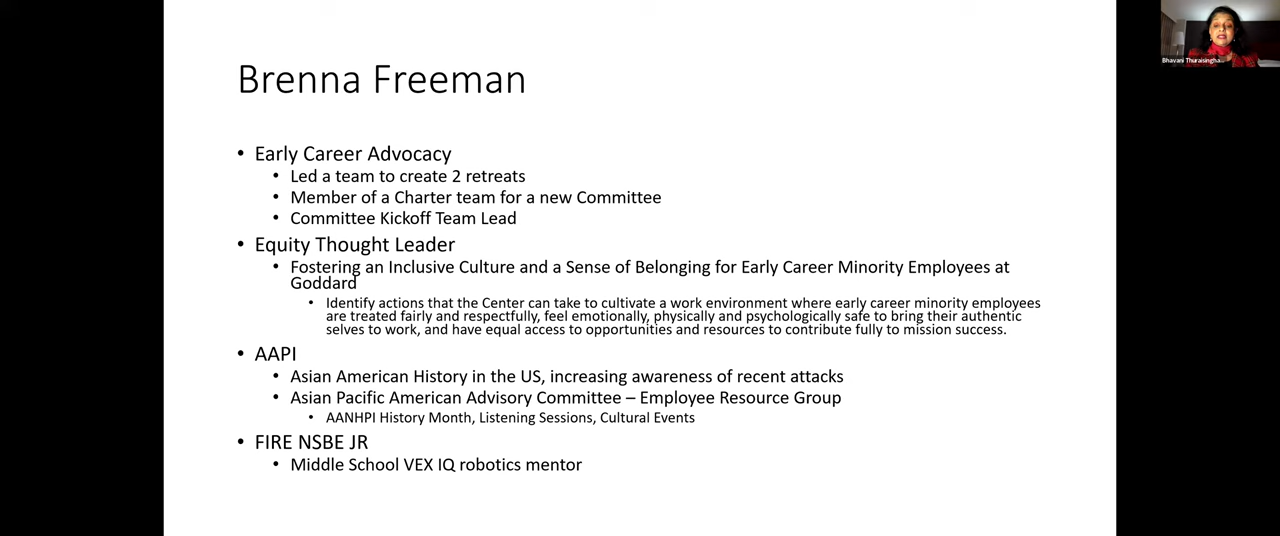 Brenna Freeman
• Early Career Advocacy
• Led a team to create 2 retreats
• Member of a Charter team for a new Committee
• Committee Kickoff Team Lead
• Equity Thought Leader
• Fostering an Inclusive Culture and a Sense of Belonging for Early Career Minority Employees at
Goddard
• Identify actions that the Center can take to cultivate a work environment where early career minority employees
are treated fairly and respectfully, feel emotionally, physically and psychologically safe to bring their authentic
selves to work, and have equal access to opportunities and resources to contribute fully to mission success.
• AAPI
• Asian American History in the US, increasing awareness of recent attacks
• Asian Pacific American Advisory Committee – Employee Resource Group
• AANHPI History Month, Listening Sessions, Cultural Events
• FIRE NSBE JR
• Middle School VEX IQ robotics mentor
Bhavani Thuraisingha...